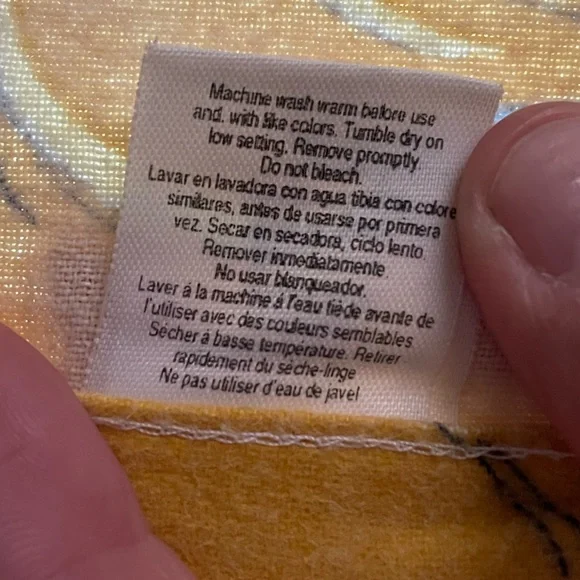 Machine wash warm before use
and. with like colors. Tumble dry on
low setting. Remove promptly.
Do not bleach.
Lavar en lavadora con agua tibia con colore
similares, antes de usarse por primera
vez. Secar en secadora, ciclo lento.
Remover inmediatamente
No usar blanqueador.
Laver à la machine à l'eau tiède avante de
l'utiliser avec des couleurs semblables
Sécher à basse température. Retirer
rapidement du sèche-linge
Ne pas utiliser d'eau de javel